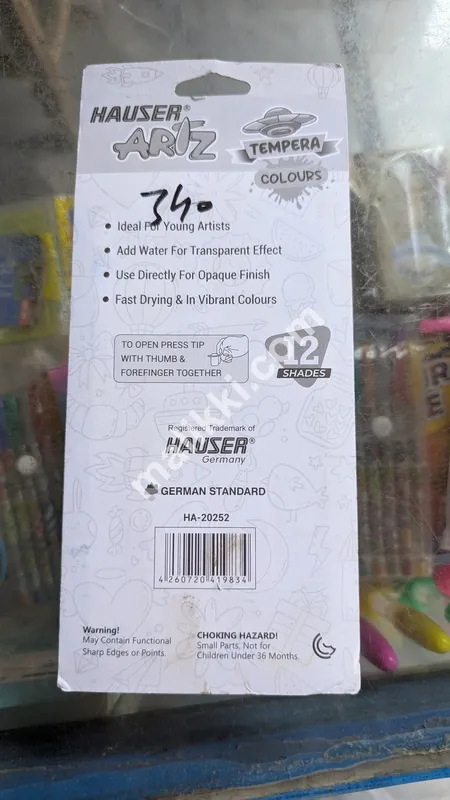 HAUSER®
ARTZ
TEMPERA
COLOURS
340
• Ideal For Young Artists
• Add Water For Transparent Effect
• Use Directly For Opaque Finish
• Fast Drying & In Vibrant Colours
TO OPEN PRESS TIP
WITH THUMB &
FOREFINGER TOGETHER
12
SHADES
Registered Trademark of
HAUSER®
Germany
GERMAN STANDARD
HA-20252
4 260720 419834
Warning!
May Contain Functional
Sharp Edges or Points.
CHOKING HAZARD!
Small Parts, Not for
Children Under 36 Months.